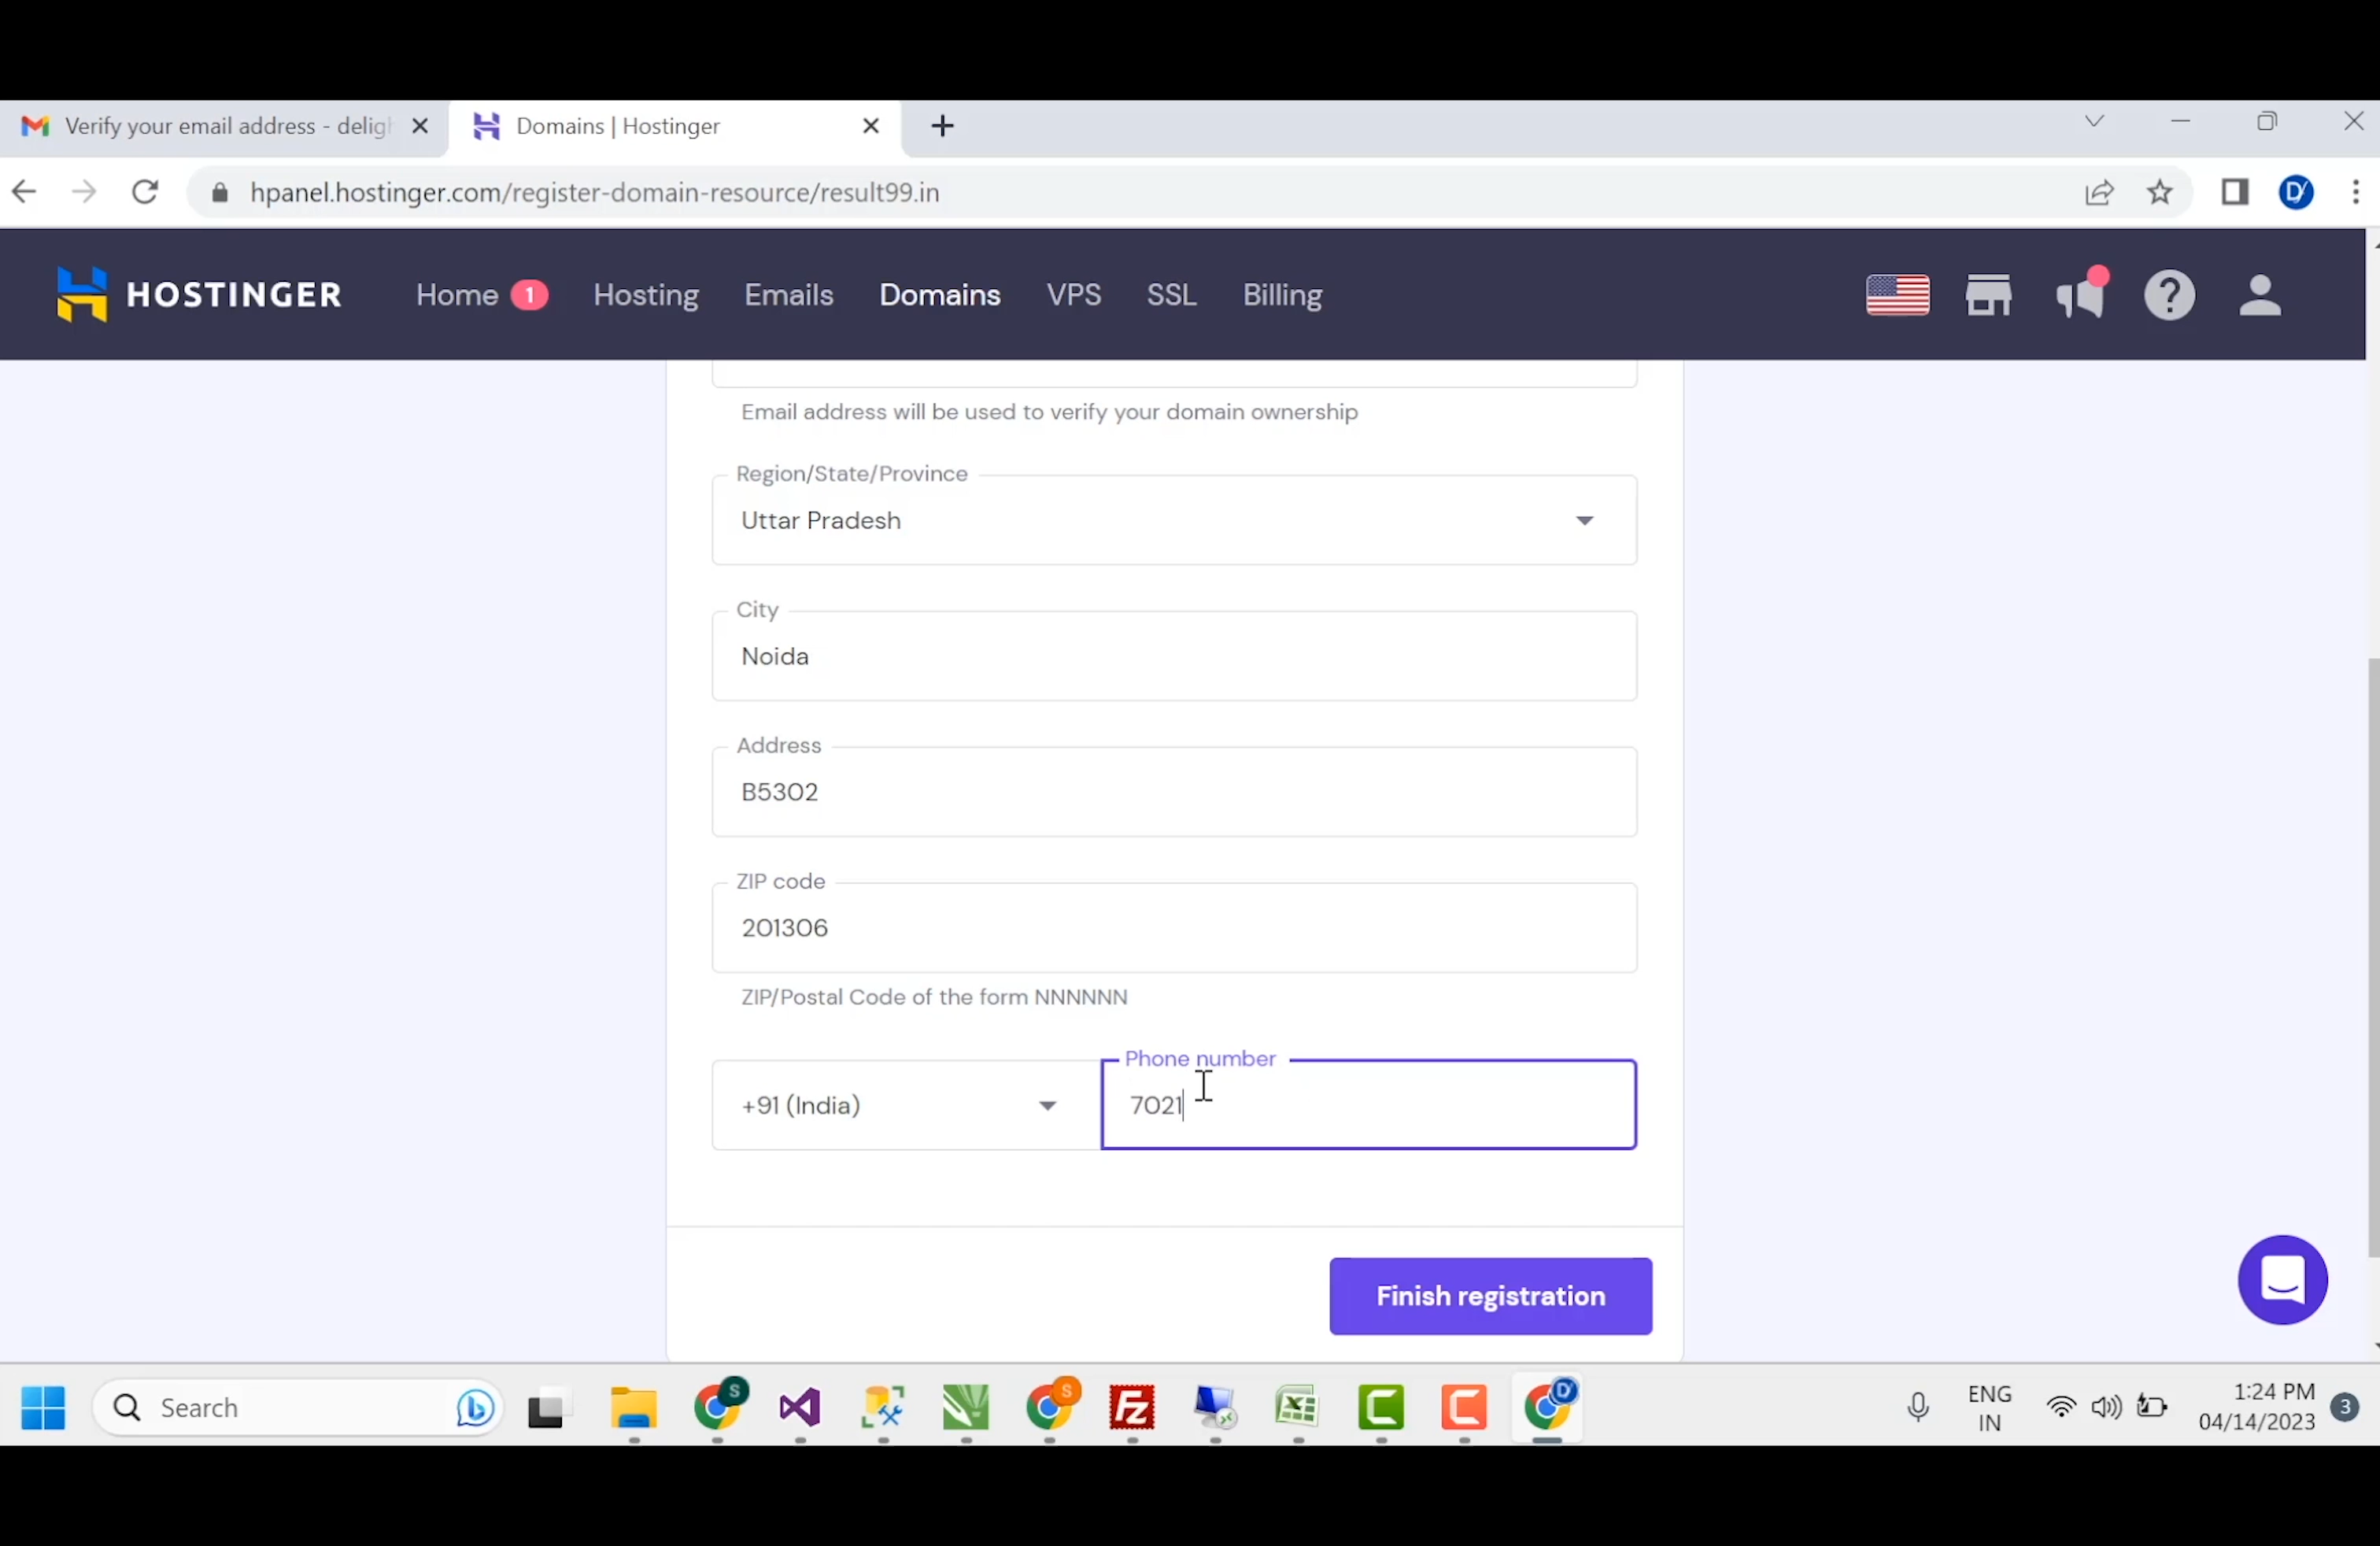 Verify your email address - deligh
Domains | Hostinger
hpanel.hostinger.com/register-domain-resource/result99.in
HOSTINGER
Home 1
Hosting
Emails
Domains
VPS
SSL
Billing
Email address will be used to verify your domain ownership
Region/State/Province
Uttar Pradesh
City
Noida
Address
B5302
ZIP code
201306
ZIP/Postal Code of the form NNNNNN
Phone number
+91 (India)
7021
Finish registration
Search
ENG
IN
1:24 PM
04/14/2023
3